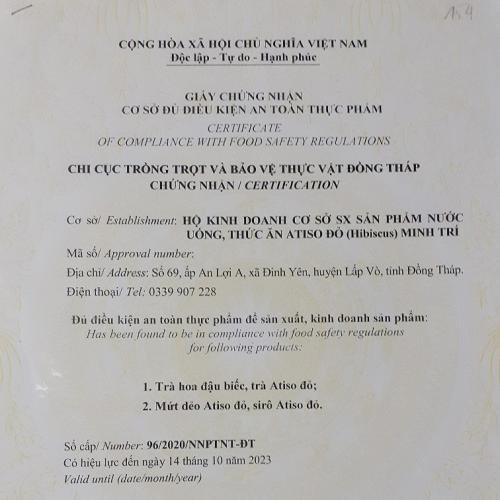 CỘNG HÒA XÃ HỘI CHỦ NGHĨA VIỆT NAM
Độc lập - Tự do - Hạnh phúc
GIẤY CHỨNG NHẬN
CƠ SỞ ĐỦ ĐIỀU KIỆN AN TOÀN THỰC PHẨM
CERTIFICATE
OF COMPLIANCE WITH FOOD SAFETY REGULATIONS
CHI CỤC TRỒNG TRỌT VÀ BẢO VỆ THỰC VẬT ĐỒNG THÁP
CHỨNG NHẬN / CERTIFICATION
Cơ sở/ Establishment: HỘ KINH DOANH CƠ SỞ SX SẢN PHẨM NƯỚC
UỐNG, THỨC ĂN ATISO ĐỎ (Hibiscus) MINH TRÍ
Mã số/ Approval number:
Địa chỉ/ Address: Số 69, ấp An Lợi A, xã Định Yên, huyện Lấp Vò, tỉnh Đồng Tháp.
Điện thoại/ Tel: 0339 907 228
Đủ điều kiện an toàn thực phẩm để sản xuất, kinh doanh sản phẩm:
Has been found to be in compliance with food safety regulations
for following products:
1. Trà hoa đậu biếc, trà Atiso đỏ;
2. Mứt dẻo Atiso đỏ, sirô Atiso đỏ.
Số cấp/ Number: 96/2020/NNPTNT-ĐT
Có hiệu lực đến ngày 14 tháng 10 năm 2023
Valid until (date/month/year)